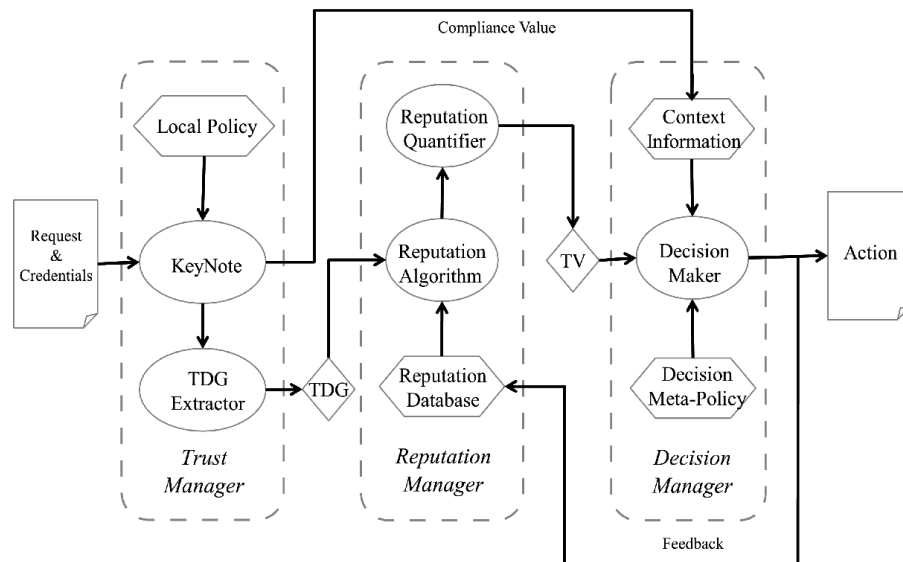 Compliance Value
Local Policy
Request
&
Credentials
KeyNote
TDG
Extractor
TDG
Trust
Manager
Reputation
Quantifier
Reputation
Algorithm
Reputation
Database
Reputation
Manager
TV
Context
Information
Decision
Maker
Decision
Meta-Policy
Decision
Manager
Action
Feedback